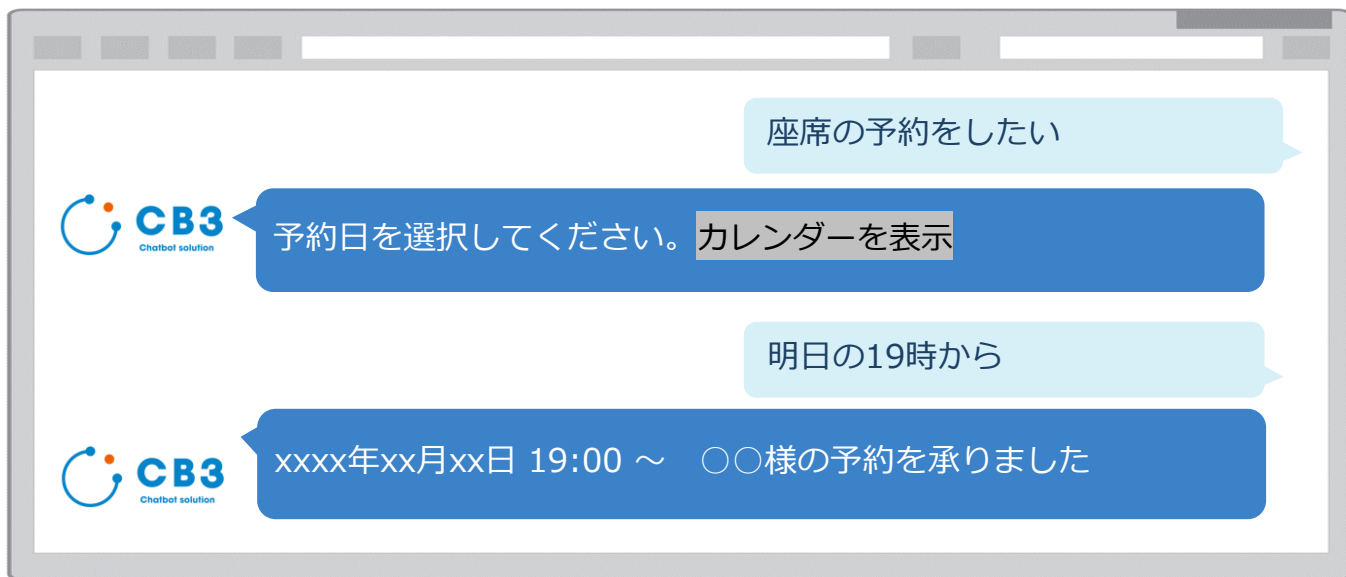 座席の予約をしたい
CB3
Chatbot solution
予約日を選択してください。カレンダーを表示
明日の19時から
CB3
Chatbot solution
xxxx年xx月xx日 19:00 ～　○○様の予約を承りました